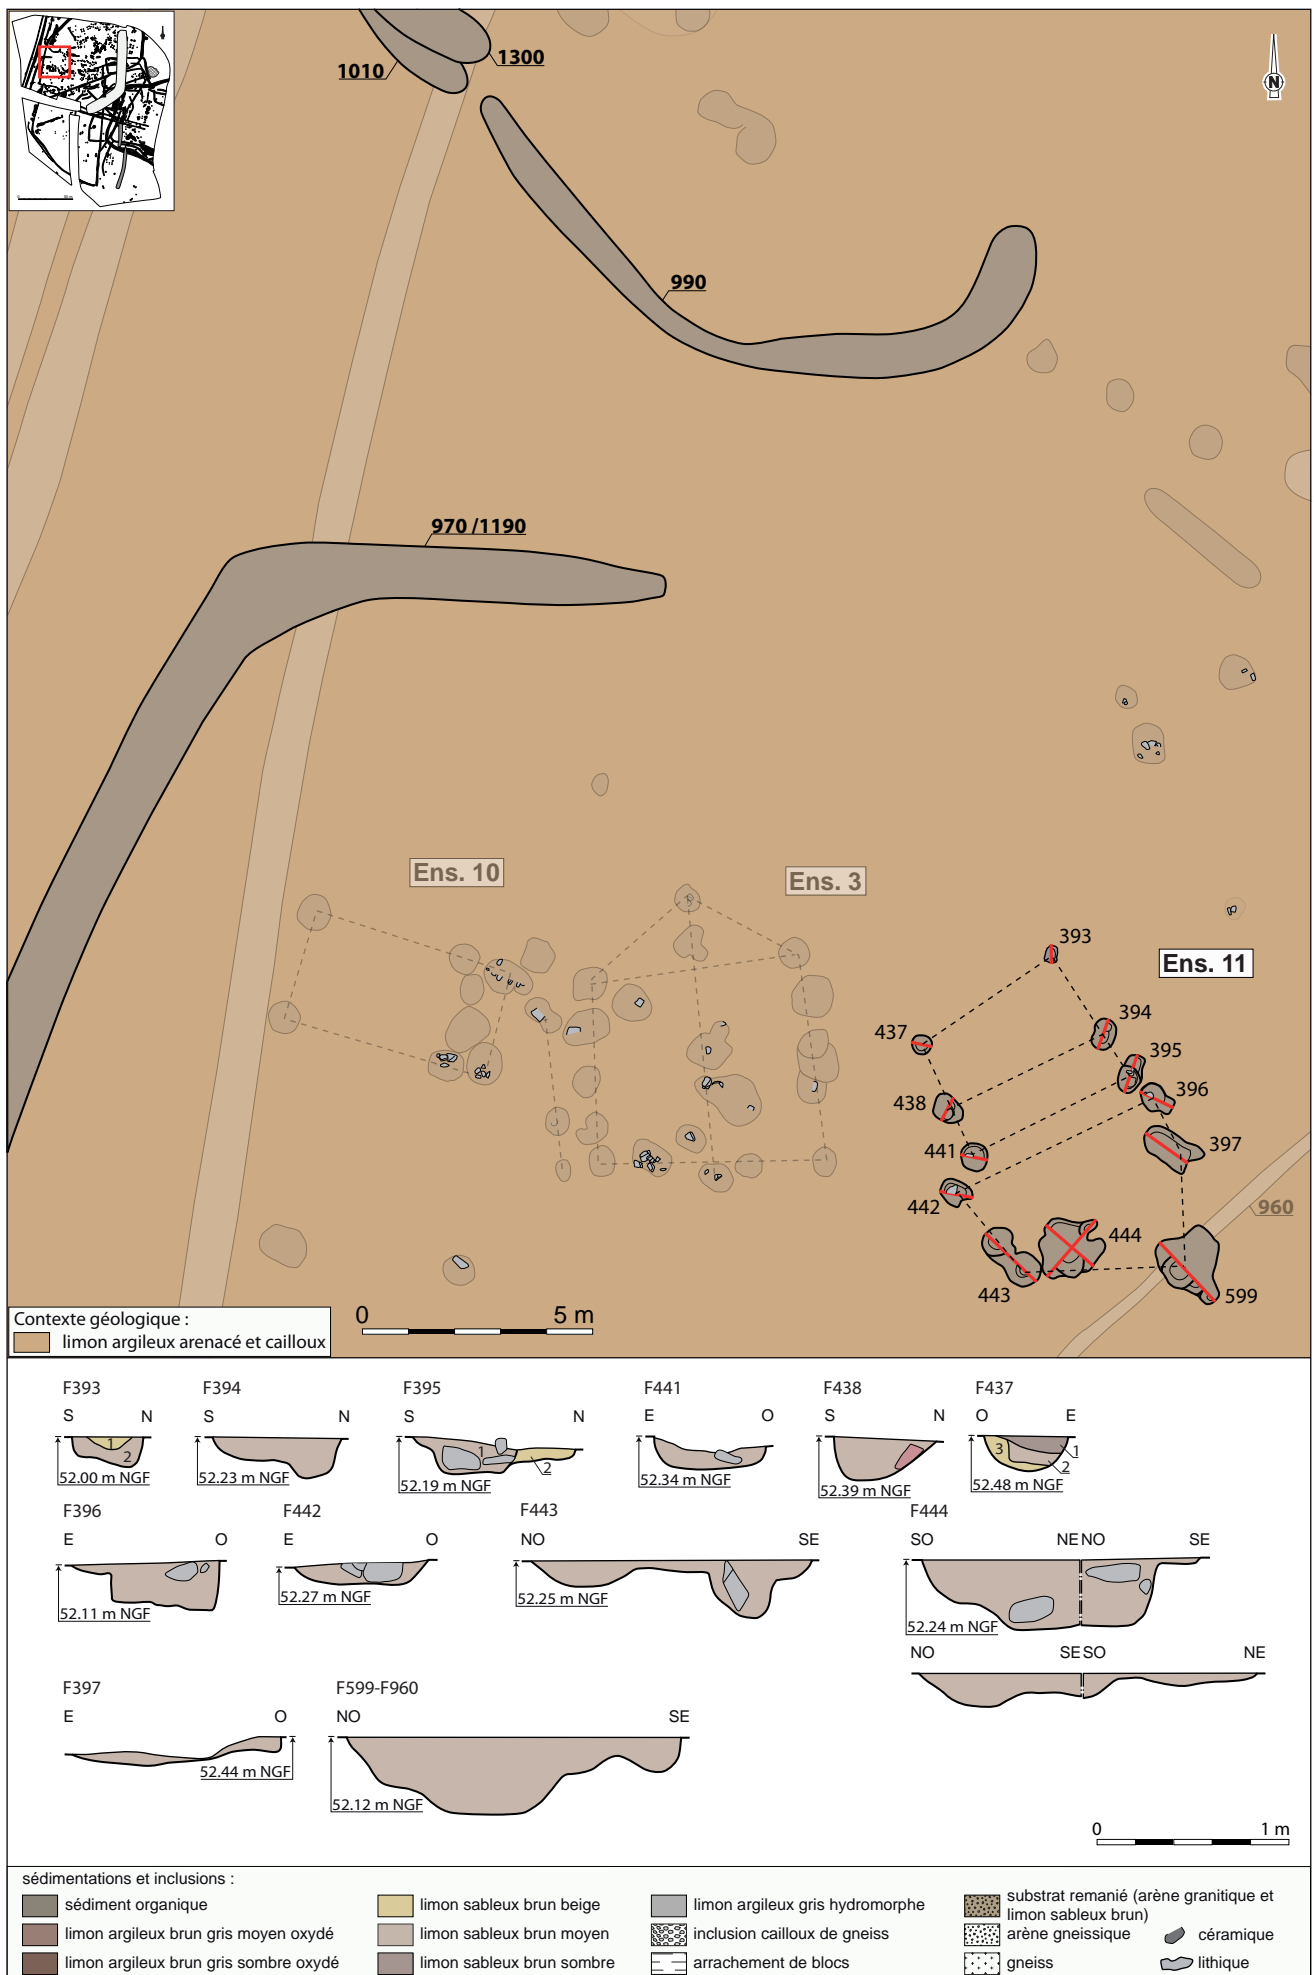 1010
1300
N
990
970 /1190
Ens. 10
Ens. 3
393
Ens. 11
394
437
395
396
438
397
441
442
960
444
443
599
Contexte géologique :
limon argileux arenacé et cailloux
0 5 m
F393 F394 F395 F441 F438 F437
S N S N S N E O S N O E
1 2 1 2 3 1 2
52.00 m NGF 52.23 m NGF 52.19 m NGF 52.34 m NGF 52.39 m NGF 52.48 m NGF
F396 F442 F443 F444
E O E O NO SE SO NE NO SE
52.11 m NGF 52.27 m NGF 52.25 m NGF 52.24 m NGF
NO SE SO NE
F397 F599-F960
E O NO SE
52.44 m NGF 52.12 m NGF
0 1 m
sédimentations et inclusions :
sédiment organique
limon argileux brun gris moyen oxydé
limon argileux brun gris sombre oxydé
limon sableux brun beige
limon sableux brun moyen
limon sableux brun sombre
limon argileux gris hydromorphe
inclusion cailloux de gneiss
arrachement de blocs
substrat remanié (arène granitique et
limon sableux brun)
arène gneissique
gneiss
céramique
lithique